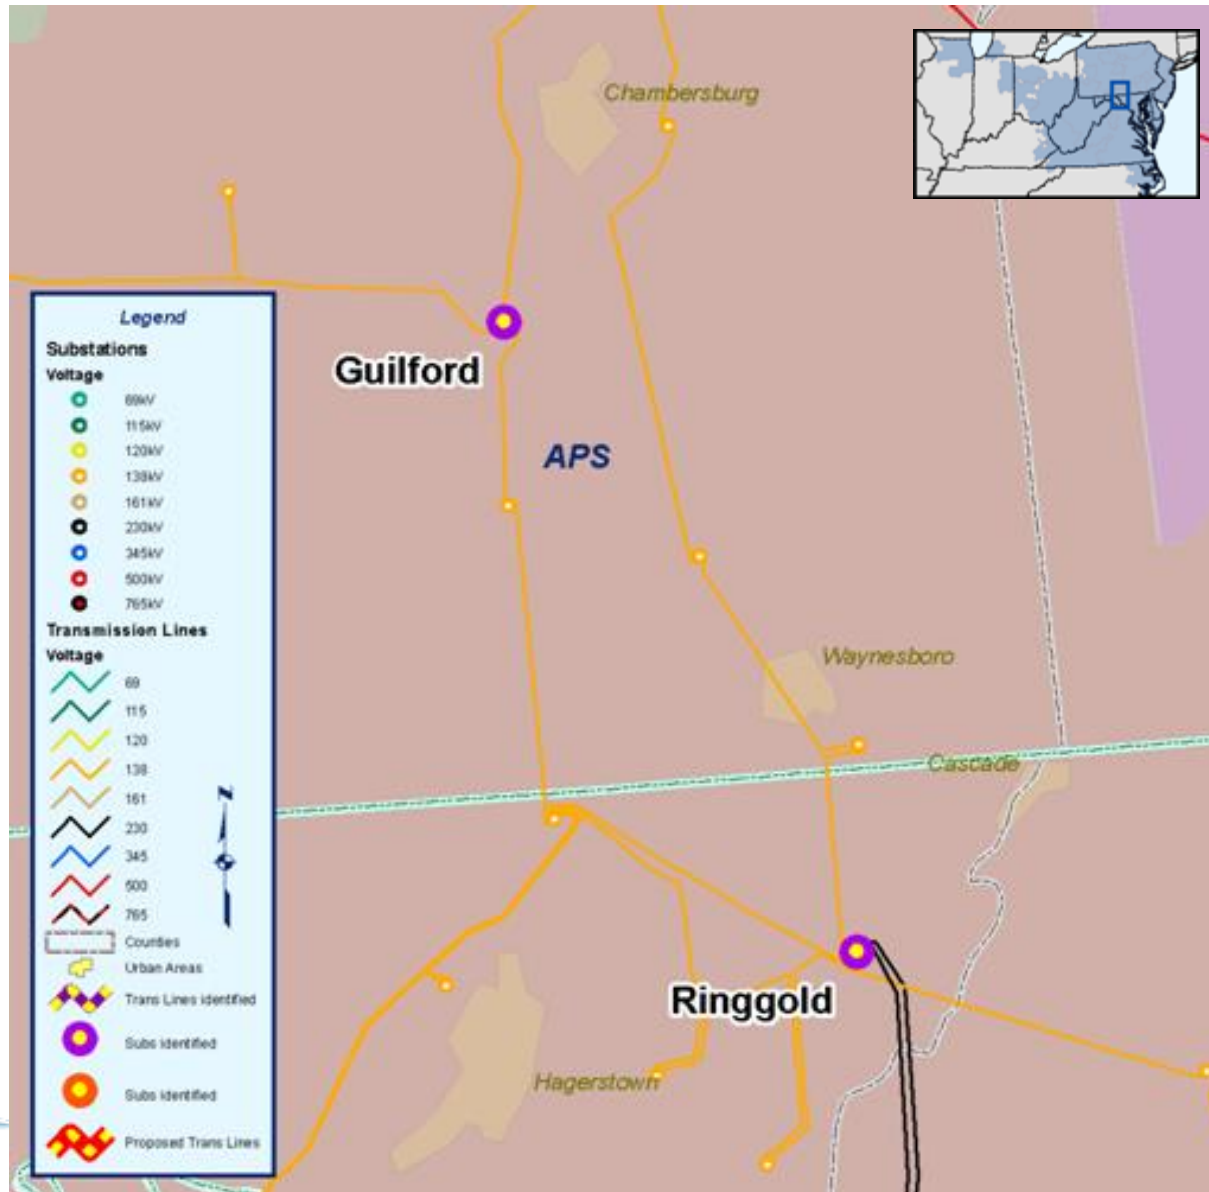 Chambersburg
Guilford
APS
Waynesboro
Cascade
Ringgold
Hagerstown
Legend
Substations
Voltage
69kV
115kV
120kV
138kV
161kV
230kV
345kV
500kV
765kV
Transmission Lines
Voltage
69
115
120
138
161
230
345
500
765
Counties
Urban Areas
Trans Lines identified
Subs identified
Subs identified
Proposed Trans Lines
N